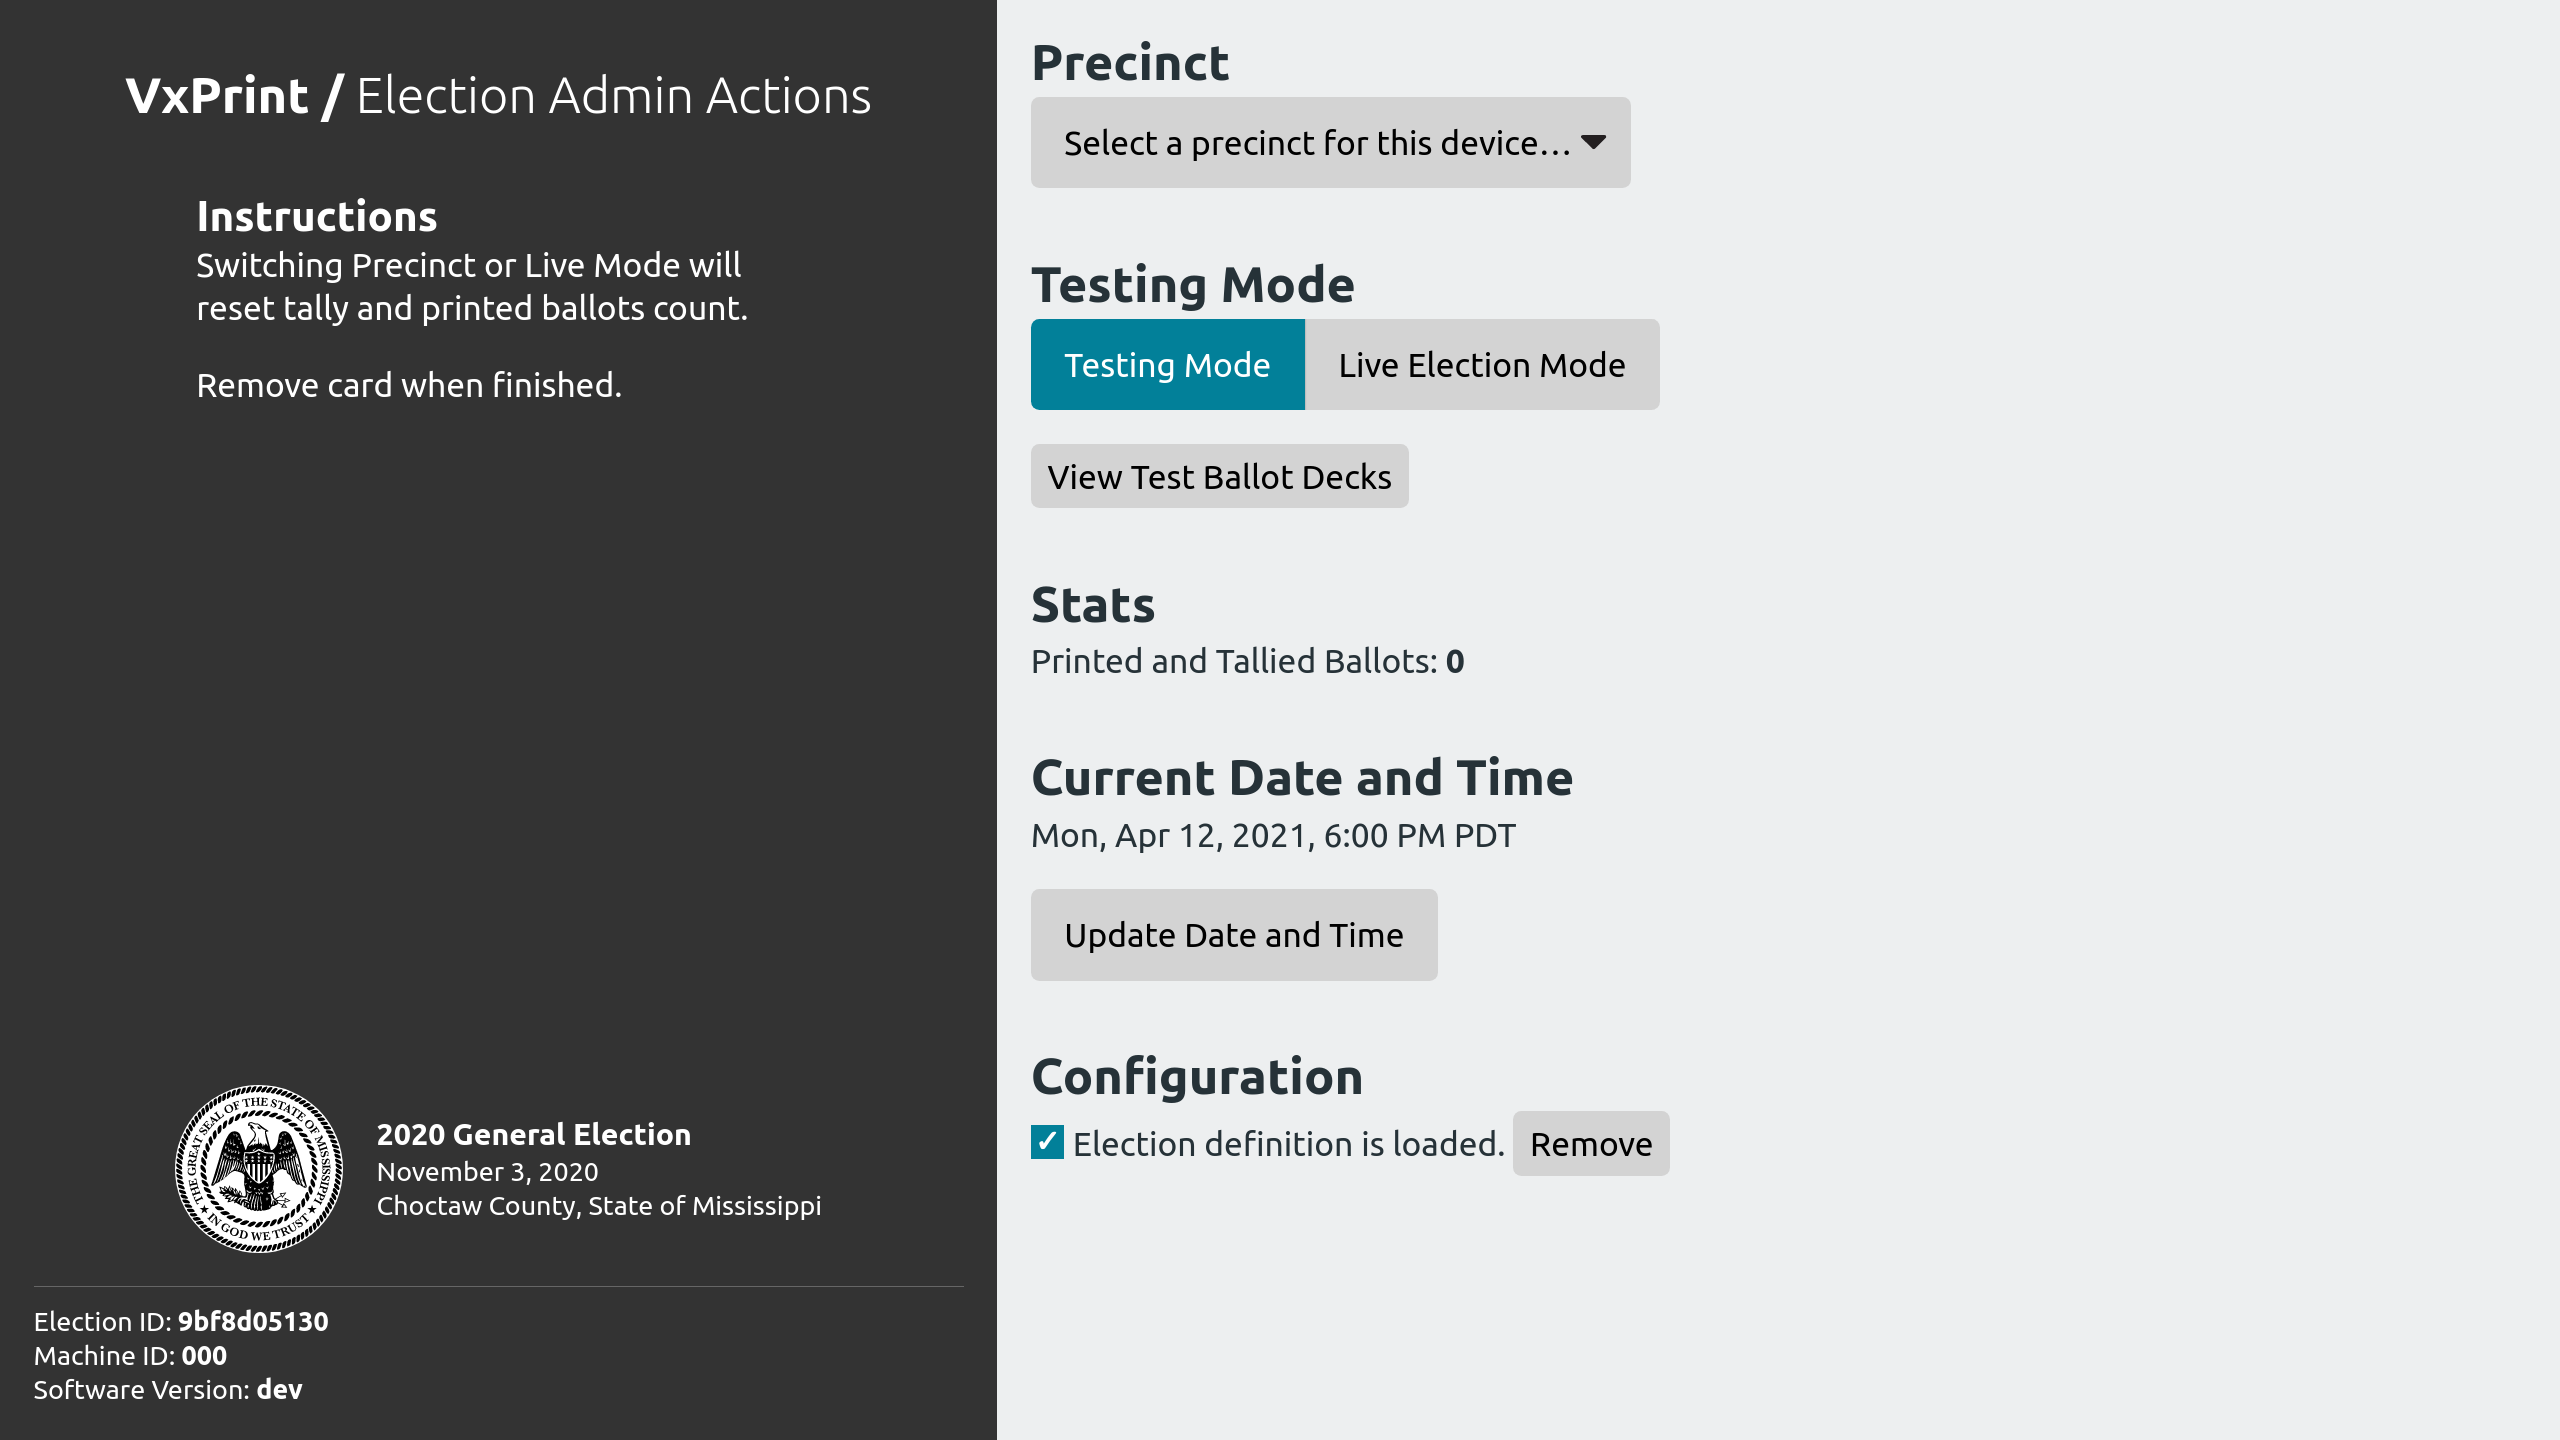 VxPrint / Election Admin Actions
Instructions
Switching Precinct or Live Mode will
reset tally and printed ballots count.
Remove card when finished.
THE GREAT SEAL OF THE STATE OF MISSISSIPPI
IN GOD WE TRUST
2020 General Election
November 3, 2020
Choctaw County, State of Mississippi
Election ID: 9bf8d05130
Machine ID: 000
Software Version: dev
Precinct
Select a precinct for this device…
Testing Mode
Testing Mode Live Election Mode
View Test Ballot Decks
Stats
Printed and Tallied Ballots: 0
Current Date and Time
Mon, Apr 12, 2021, 6:00 PM PDT
Update Date and Time
Configuration
Election definition is loaded. Remove